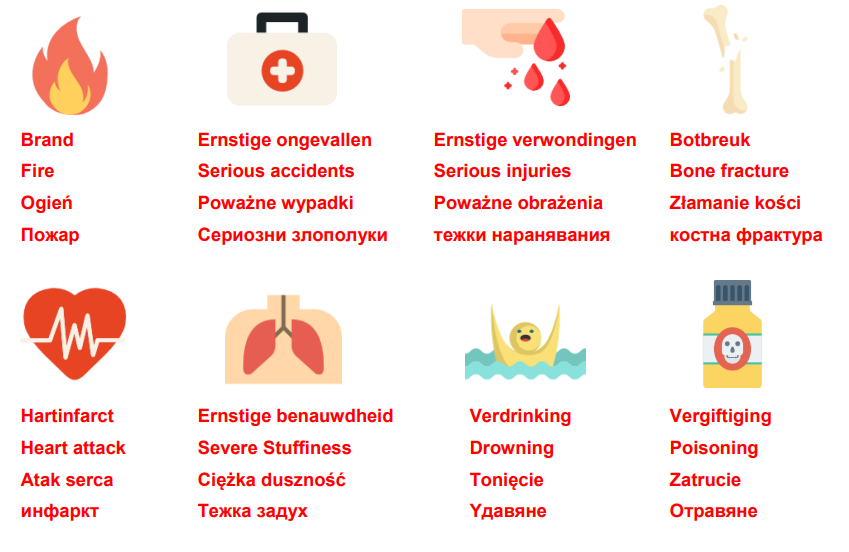 Brand
Fire
Ogień
Пожар
Ernstige ongevallen
Serious accidents
Poważne wypadki
Сериозни злополуки
Ernstige verwondingen
Serious injuries
Poważne obrażenia
тежки наранявания
Botbreuk
Bone fracture
Złamanie kości
костна фрактура
Hartinfarct
Heart attack
Atak serca
инфаркт
Ernstige benauwdheid
Severe Stuffiness
Ciężka duszność
Тежка задух
Verdrinking
Drowning
Tonięcie
Удавяне
Vergiftiging
Poisoning
Zatrucie
Отравяне